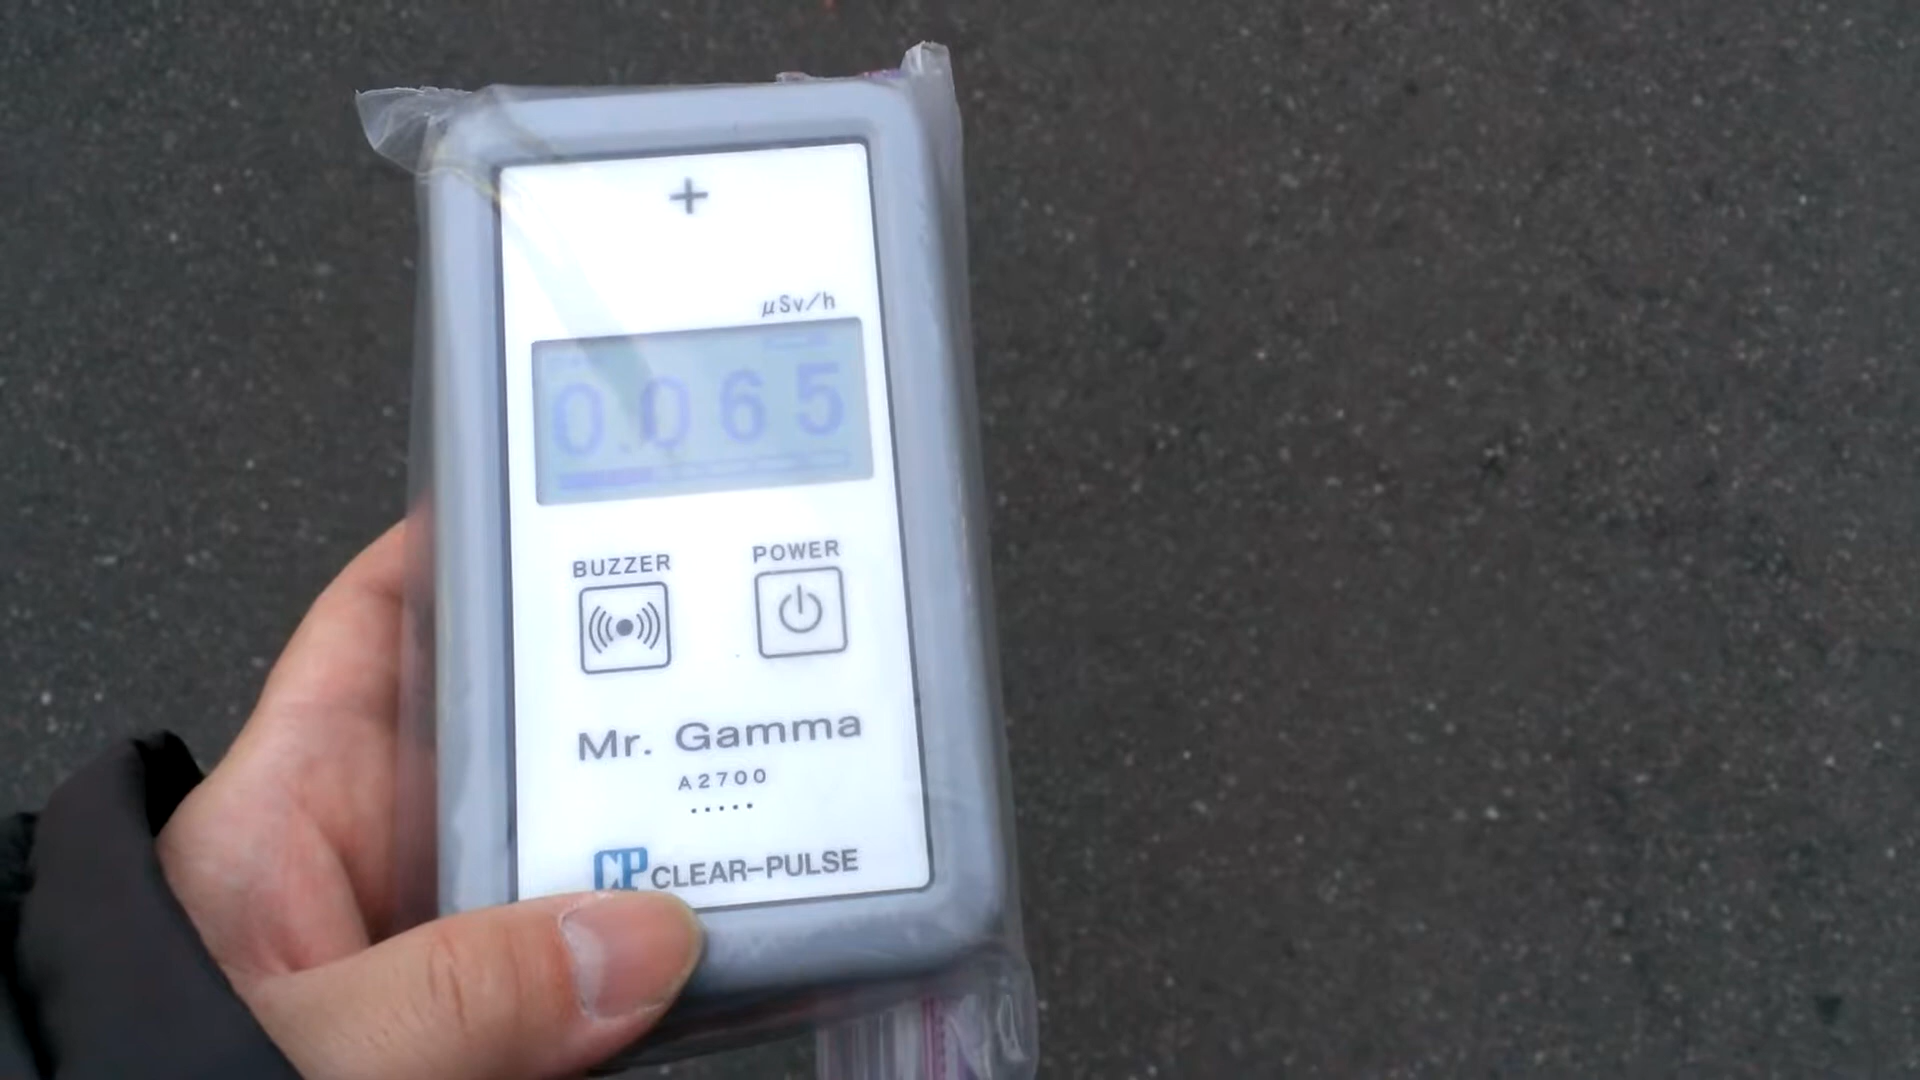 +
μSv/h
0.065
BUZZER
POWER
Mr. Gamma
A2700
CP CLEAR-PULSE